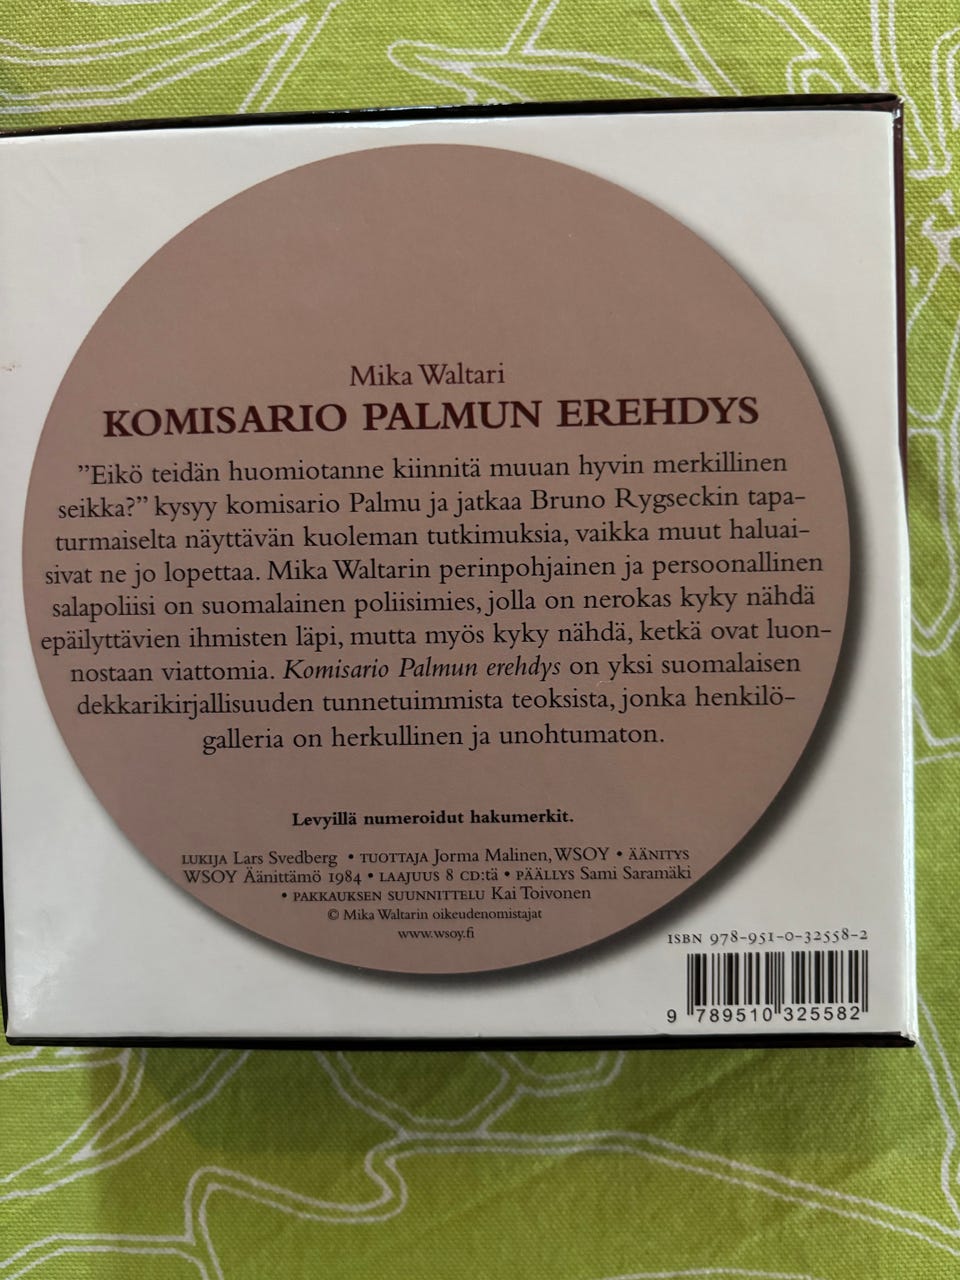 Mika Waltari
KOMISARIO PALMUN EREHDYS
”Eikö teidän huomiotanne kiinnitä muuan hyvin merkillinen
seikka?” kysyy komisario Palmu ja jatkaa Bruno Rygseckin tapa-
turmaiselta näyttävän kuoleman tutkimuksia, vaikka muut haluai-
sivat ne jo lopettaa. Mika Waltarin perinpohjainen ja persoonallinen
salapoliisi on suomalainen poliisimies, jolla on nerokas kyky nähdä
epäilyttävien ihmisten läpi, mutta myös kyky nähdä, ketkä ovat luon-
nostaan viattomia. Komisario Palmun erehdys on yksi suomalaisen
dekkarikirjallisuuden tunnetuimmista teoksista, jonka henkilö-
galleria on herkullinen ja unohtumaton.
Levyillä numeroidut hakumerkit.
LUKIJA Lars Svedberg • TUOTTAJA Jorma Malinen, WSOY • ÄÄNITYS
WSOY Äänittämö 1984 • LAAJUUS 8 CD:tä • PÄÄLLYS Sami Saramäki
• PAKKAUKSEN SUUNNITTELU Kai Toivonen
© Mika Waltarin oikeudenomistajat
www.wsoy.fi
ISBN 978-951-0-32558-2
9 789510 325582